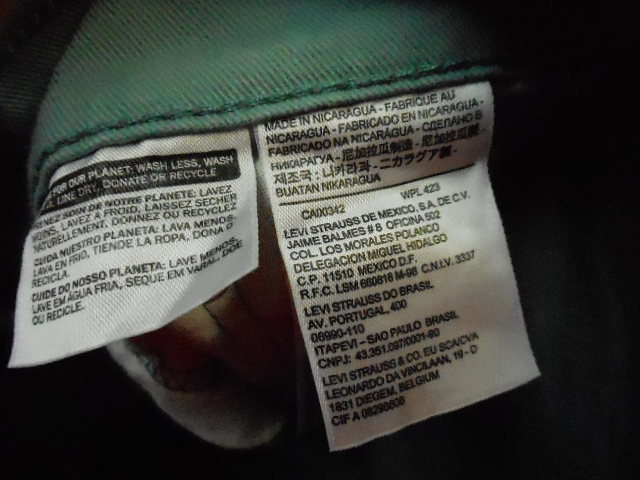 FOR OUR PLANET: WASH LESS, WASH
LINE DRY, DONATE OR RECYCLE
PRENEZ SOIN DE NOTRE PLANETE: LAVEZ
MOINS, LAVEZ A FROID, LAISSEZ SECHER
NATURELLEMENT, DONNEZ OU RECYCLEZ
CUIDA NUESTRO PLANETA: LAVA MENOS,
LAVA EN FRIO, TIENDE LA ROPA, DONA O
RECICLA.
CUIDE DO NOSSO PLANETA: LAVE MENOS,
LAVE EM ÁGUA FRIA, SEQUE EM VARAL, DOE
OU RECICLE.
MADE IN NICARAGUA - FABRIQUE AU
NICARAGUA - FABRICADO EN NICARAGUA -
FABRICADO NA NICARÁGUA - СДЕЛАНО В
НИКАРАГУА - 尼加拉瓜制造 - 尼加拉瓜製 -
제조국 : 니카라과 - ニカラグア製 -
BUATAN NIKARAGUA
CA00342 WPL 423
LEVI STRAUSS DE MEXICO, S.A. DE C.V.
JAIME BALMES # 8 OFICINA 502
COL. LOS MORALES POLANCO
DELEGACION MIGUEL HIDALGO
C.P. 11510 MEXICO D.F.
R.F.C. LSM 660818 M-98 C.N.I.V. 3337
LEVI STRAUSS DO BRASIL
AV. PORTUGAL, 400
06690-110
ITAPEVI - SAO PAULO BRASIL
CNPJ: 43.351.097/0001-90
LEVI STRAUSS & CO. EU SCA/CVA
LEONARDO DA VINCILAAN, 19 - D
1831 DIEGEM, BELGIUM
CIF A 08298608